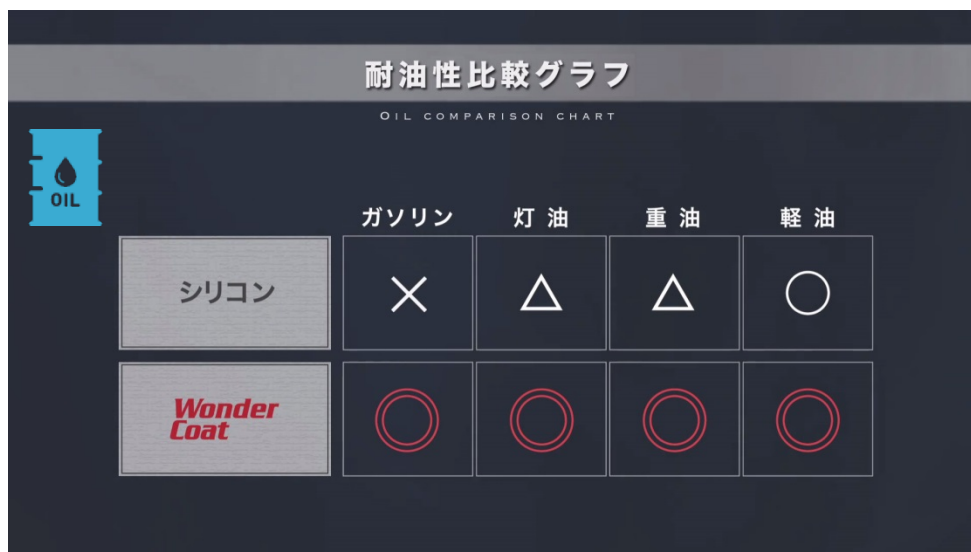 耐油性比較グラフ
OIL COMPARISON CHART
OIL
ガソリン 灯油 重油 軽油
シリコン × △ △ ○
Wonder
Coat ◎ ◎ ◎ ◎